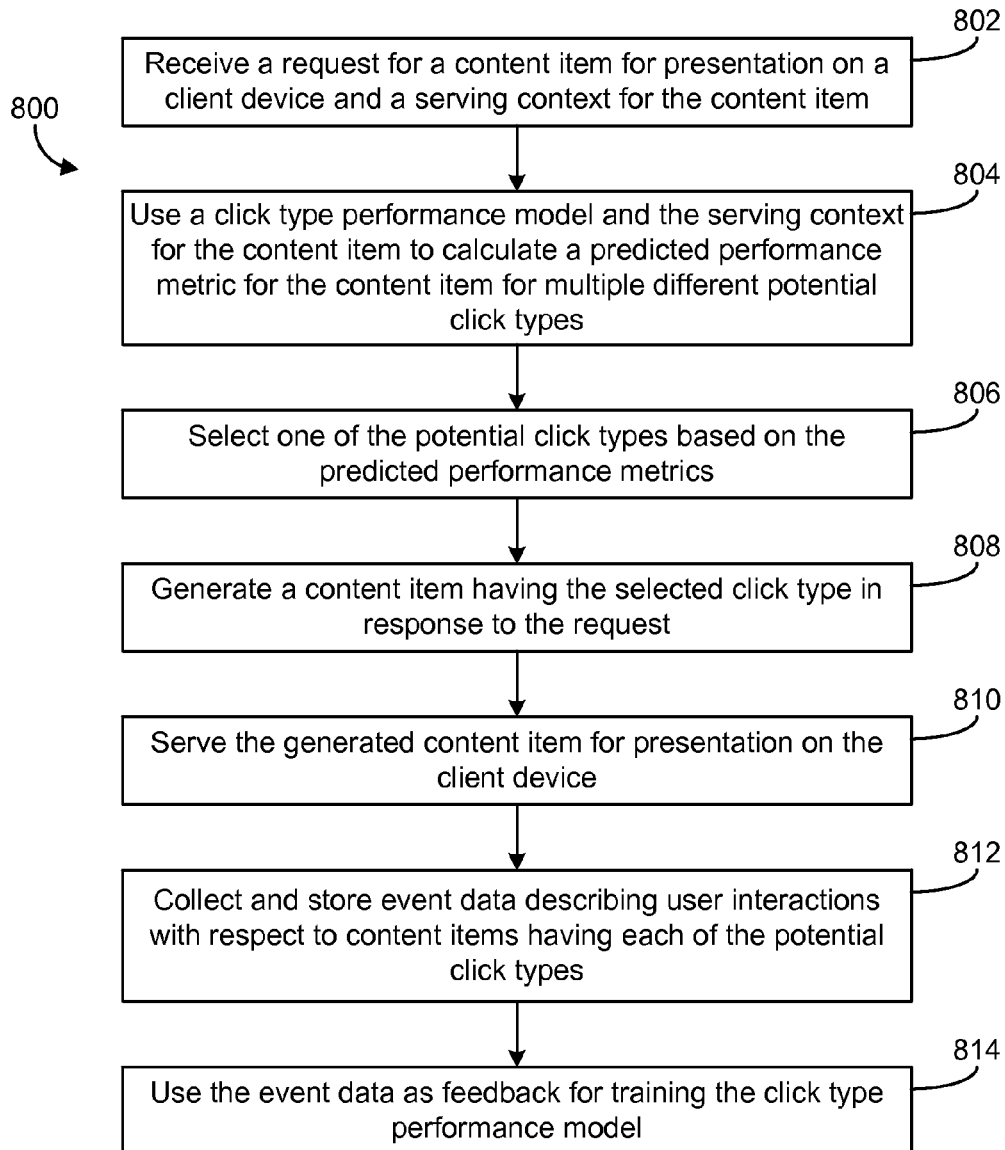 802
Receive a request for a content item for presentation on a
client device and a serving context for the content item
800
804
Use a click type performance model and the serving context
for the content item to calculate a predicted performance
metric for the content item for multiple different potential
click types
806
Select one of the potential click types based on the
predicted performance metrics
808
Generate a content item having the selected click type in
response to the request
810
Serve the generated content item for presentation on the
client device
812
Collect and store event data describing user interactions
with respect to content items having each of the potential
click types
814
Use the event data as feedback for training the click type
performance model